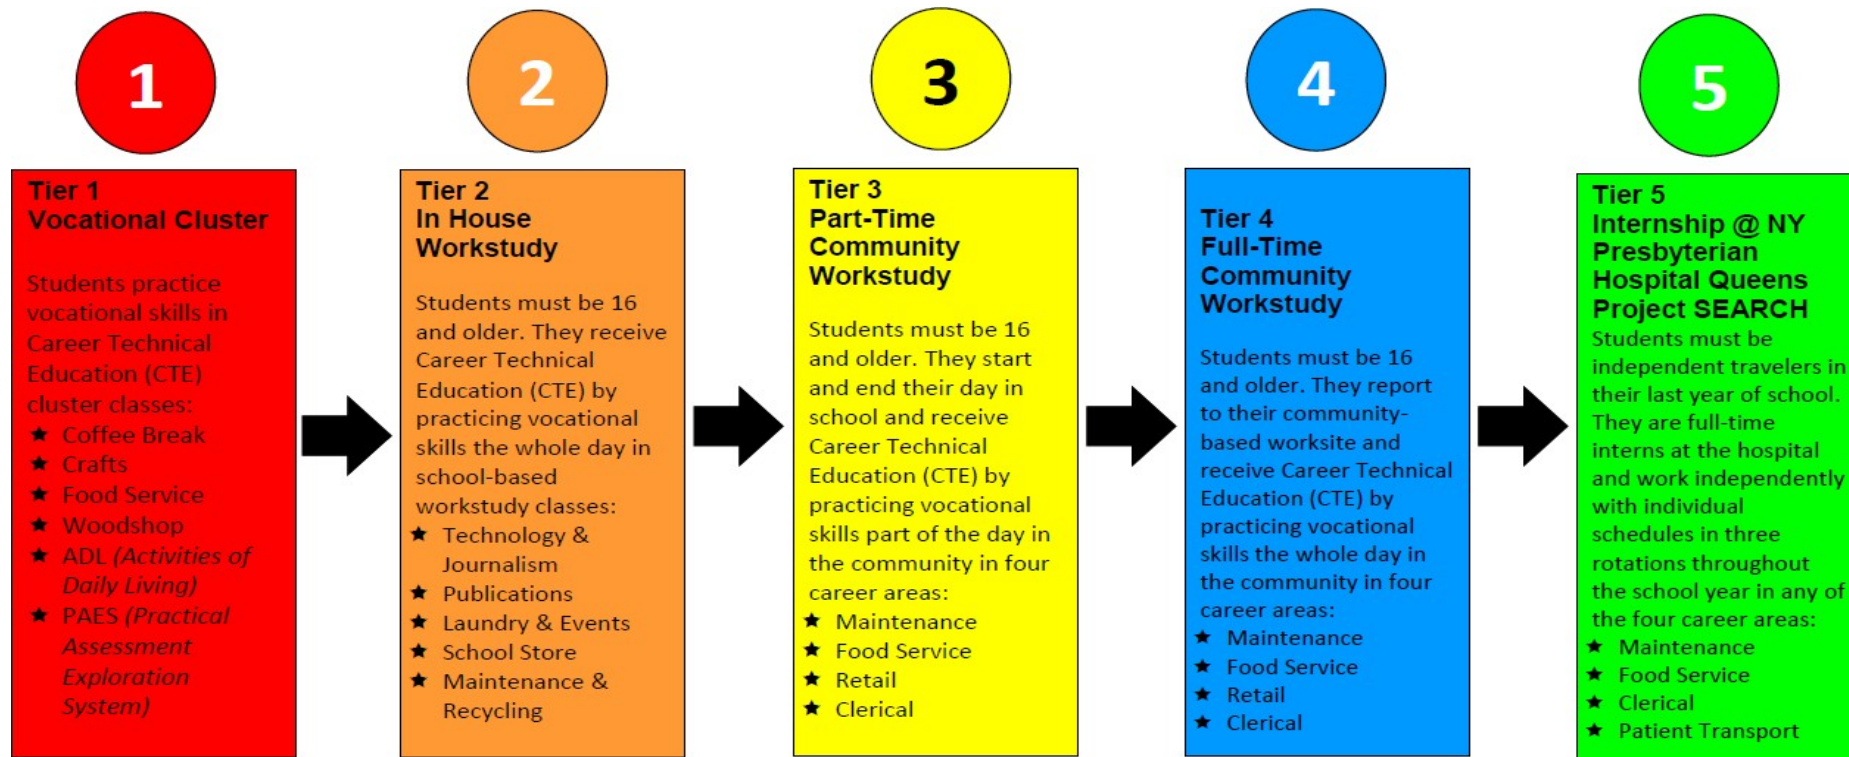 1
2
3
4
5
Tier 1
Vocational Cluster
Students practice
vocational skills in
Career Technical
Education (CTE)
cluster classes:
★ Coffee Break
★ Crafts
★ Food Service
★ Woodshop
★ ADL (Activities of
Daily Living)
★ PAES (Practical
Assessment
Exploration
System)
Tier 2
In House
Workstudy
Students must be 16
and older. They receive
Career Technical
Education (CTE) by
practicing vocational
skills the whole day in
school-based
workstudy classes:
★ Technology &
Journalism
★ Publications
★ Laundry & Events
★ School Store
★ Maintenance &
Recycling
Tier 3
Part-Time
Community
Workstudy
Students must be 16
and older. They start
and end their day in
school and receive
Career Technical
Education (CTE) by
practicing vocational
skills part of the day in
the community in four
career areas:
★ Maintenance
★ Food Service
★ Retail
★ Clerical
Tier 4
Full-Time
Community
Workstudy
Students must be 16
and older. They report
to their community-
based worksite and
receive Career Technical
Education (CTE) by
practicing vocational
skills the whole day in
the community in four
career areas:
★ Maintenance
★ Food Service
★ Retail
★ Clerical
Tier 5
Internship @ NY
Presbyterian
Hospital Queens
Project SEARCH
Students must be
independent travelers in
their last year of school.
They are full-time
interns at the hospital
and work independently
with individual
schedules in three
rotations throughout
the school year in any of
the four career areas:
★ Maintenance
★ Food Service
★ Clerical
★ Patient Transport